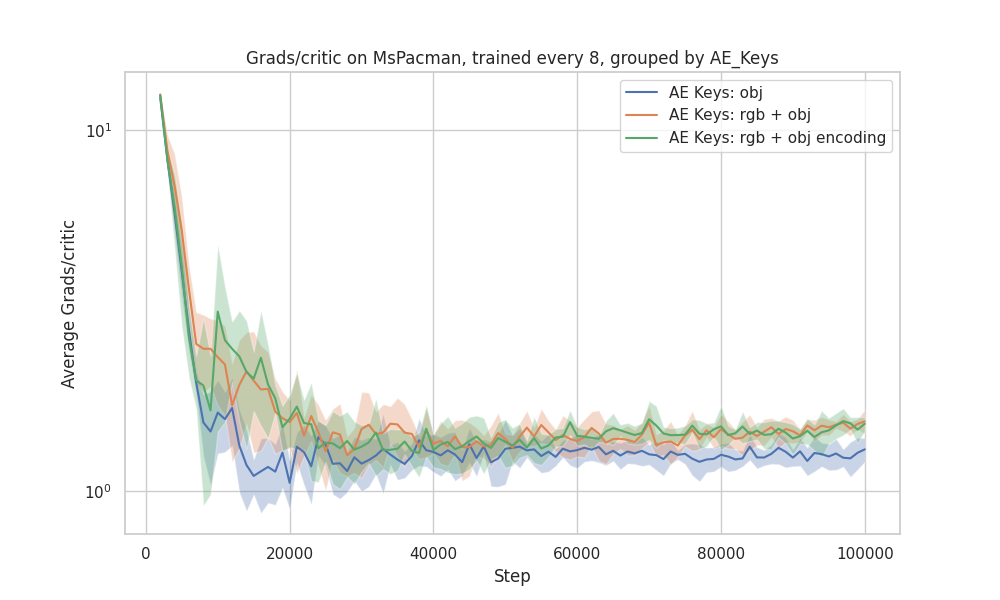 Grads/critic on MsPacman, trained every 8, grouped by AE_Keys
AE Keys: obj
AE Keys: rgb + obj
AE Keys: rgb + obj encoding
Average Grads/critic
10¹
10⁰
0 20000 40000 60000 80000 100000
Step